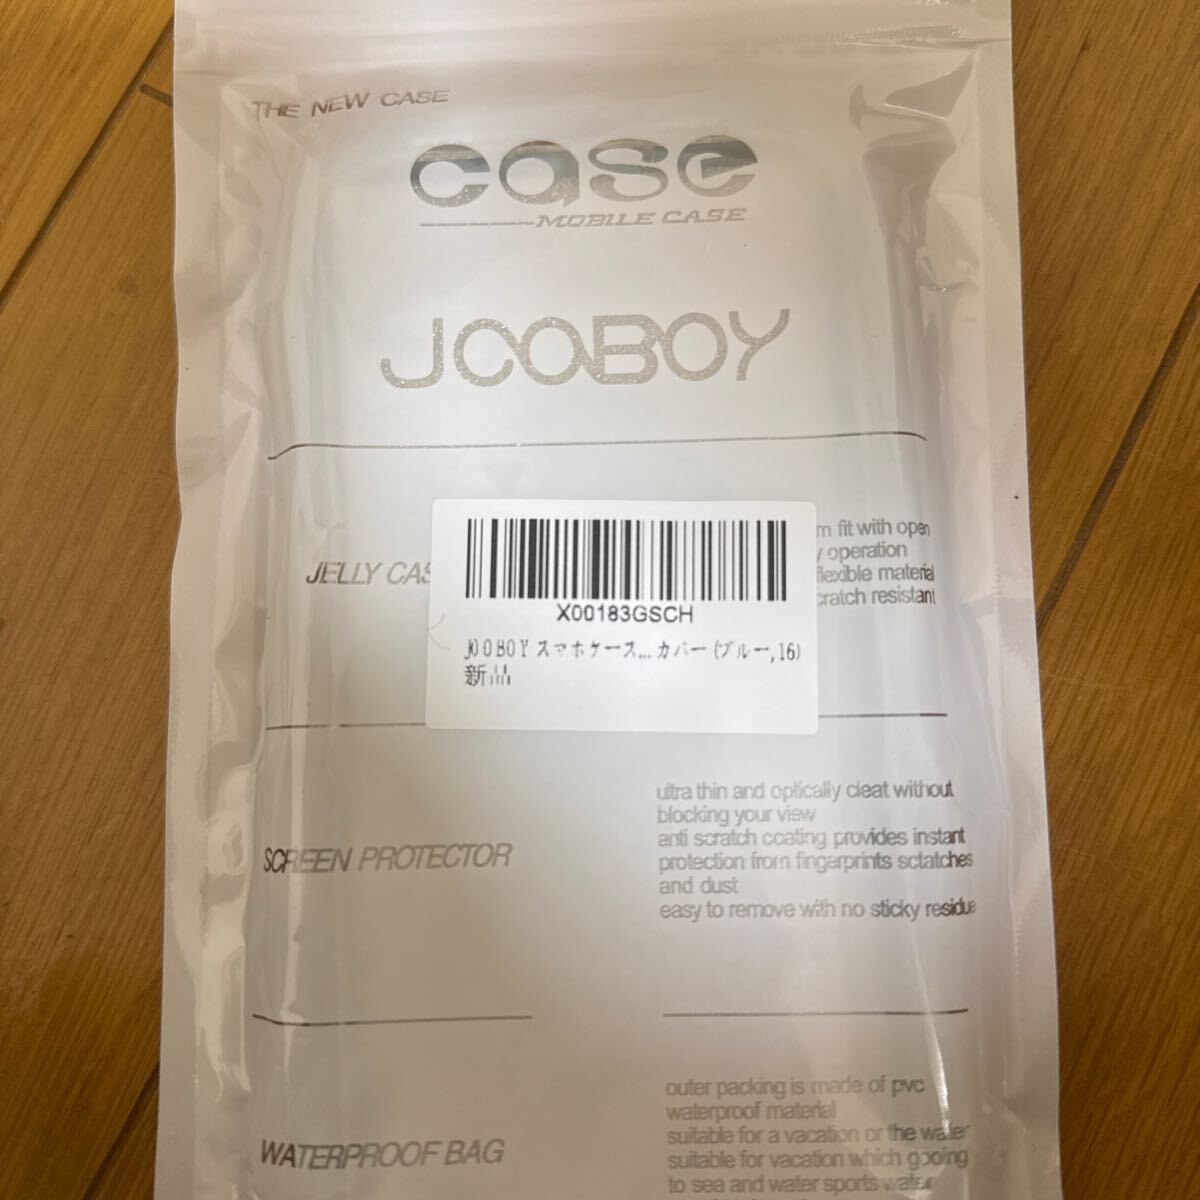 THE NEW CASE
case
MOBILE CASE
JOOBOY
fit with open
operation
JELLY
flexible material
scratch resistant
X00183GSCH
JOOBOY スマホケース... カバー (ブルー, 16)
新品
ultra thin and optically cleat without
blocking your view
anti scratch coating provides instant
SCREEN PROTECTOR
protection from fingerprints sctatches
and dust
easy to remove with no sticky residue
outer packing is made of pvc
waterproof material
suitable for a vacation or the water
WATERPROOF BAG
suitable for vacation which gooing
to sea and water sports water